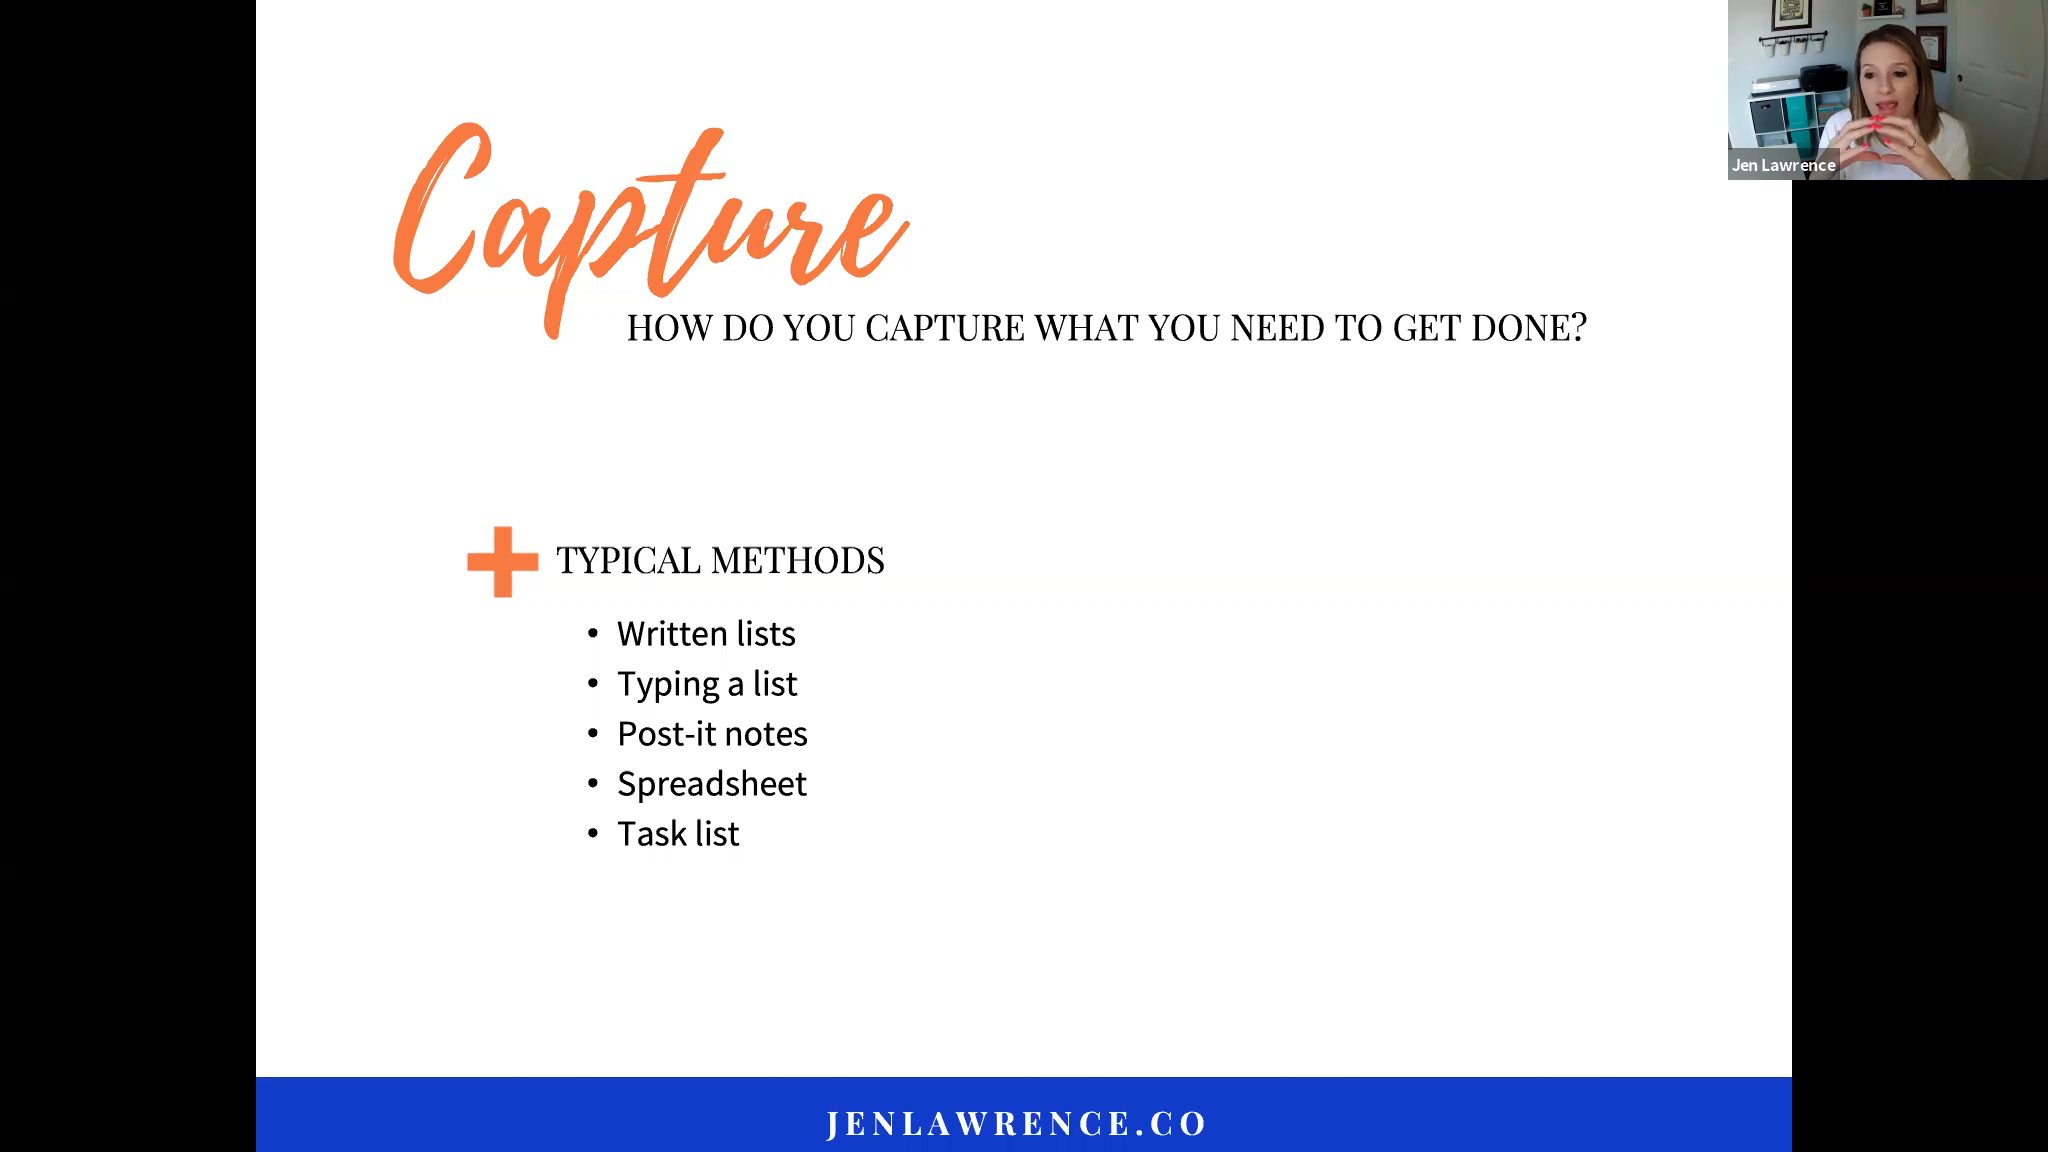 Capture
HOW DO YOU CAPTURE WHAT YOU NEED TO GET DONE?
TYPICAL METHODS
• Written lists
• Typing a list
• Post-it notes
• Spreadsheet
• Task list
JENLAWRENCE.CO
Jen Lawrence